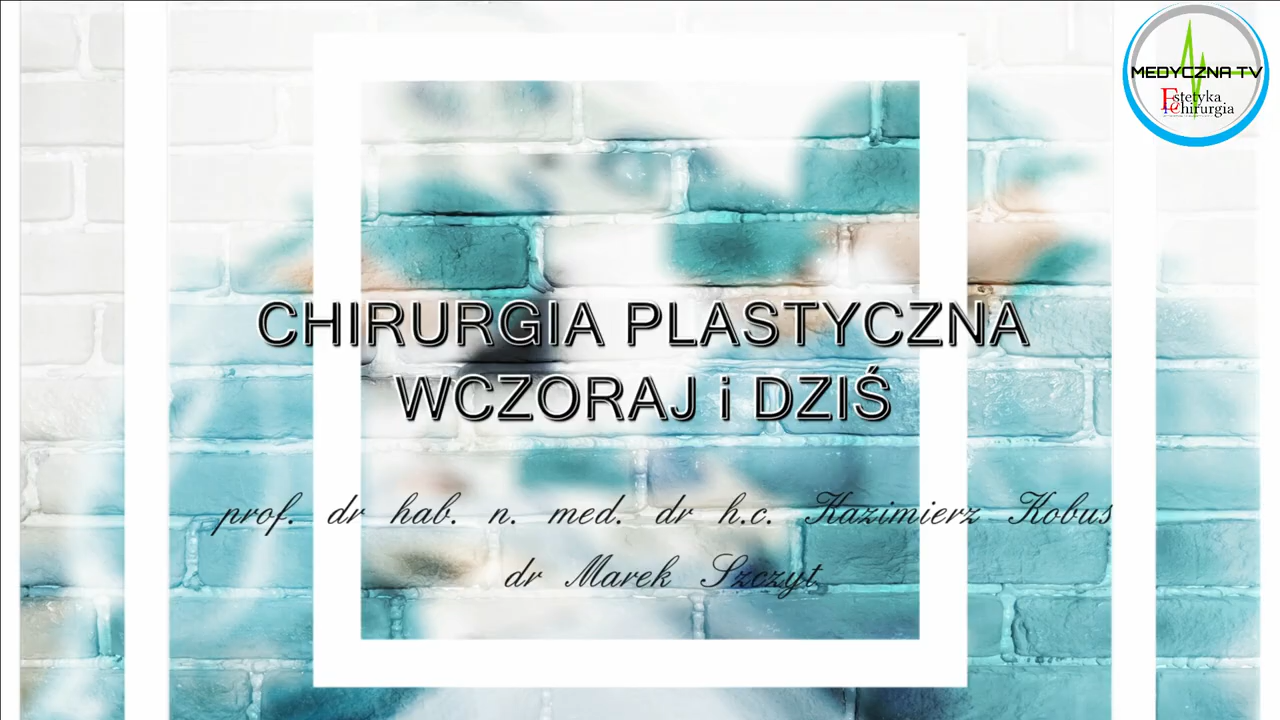 MEDYCZNA TV
Estetyka
i Chirurgia
CHIRURGIA PLASTYCZNA
WCZORAJ i DZIŚ
prof. dr hab. n. med. dr h.c. Kazimierz Kobus
dr Marek Szczyt